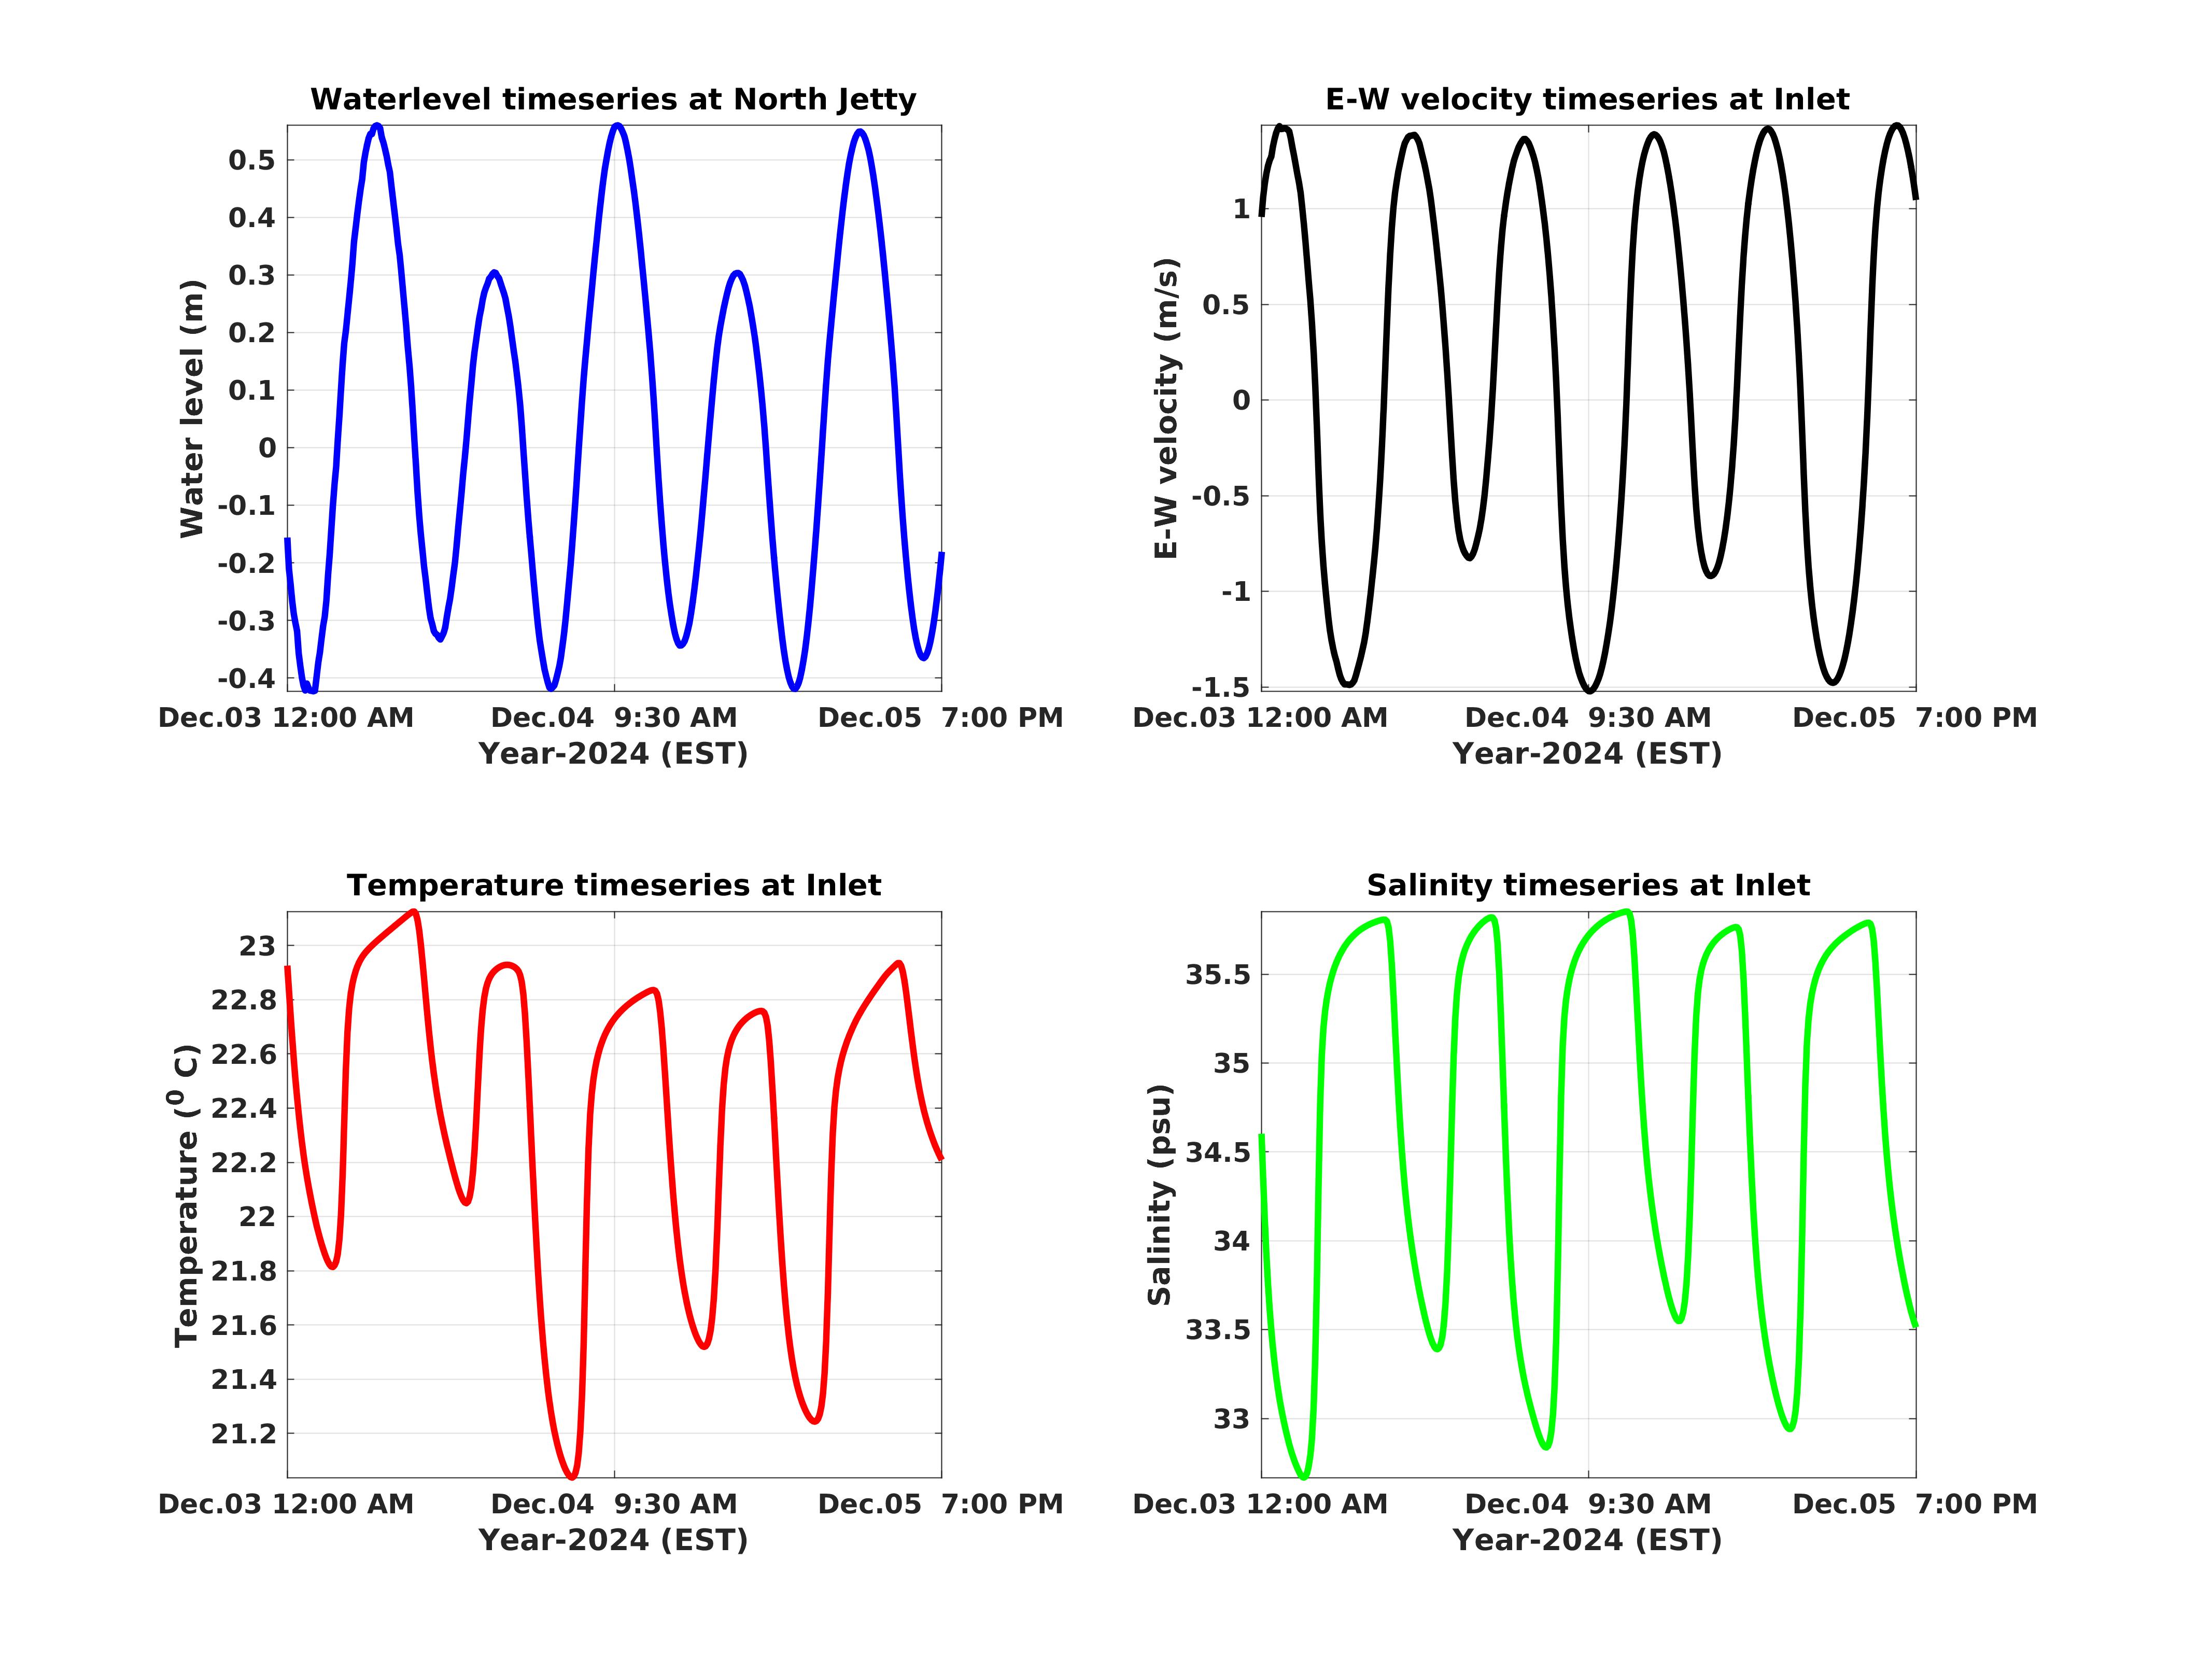 Waterlevel timeseries at North Jetty
0.5
0.4
0.3
0.2
0.1
0
-0.1
-0.2
-0.3
-0.4
Water level (m)
Dec.03 12:00 AM Dec.04 9:30 AM Dec.05 7:00 PM
Year-2024 (EST)
E-W velocity timeseries at Inlet
1
0.5
0
-0.5
-1
-1.5
E-W velocity (m/s)
Dec.03 12:00 AM Dec.04 9:30 AM Dec.05 7:00 PM
Year-2024 (EST)
Temperature timeseries at Inlet
23
22.8
22.6
22.4
22.2
22
21.8
21.6
21.4
21.2
Temperature (⁰ C)
Dec.03 12:00 AM Dec.04 9:30 AM Dec.05 7:00 PM
Year-2024 (EST)
Salinity timeseries at Inlet
35.5
35
34.5
34
33.5
33
Salinity (psu)
Dec.03 12:00 AM Dec.04 9:30 AM Dec.05 7:00 PM
Year-2024 (EST)